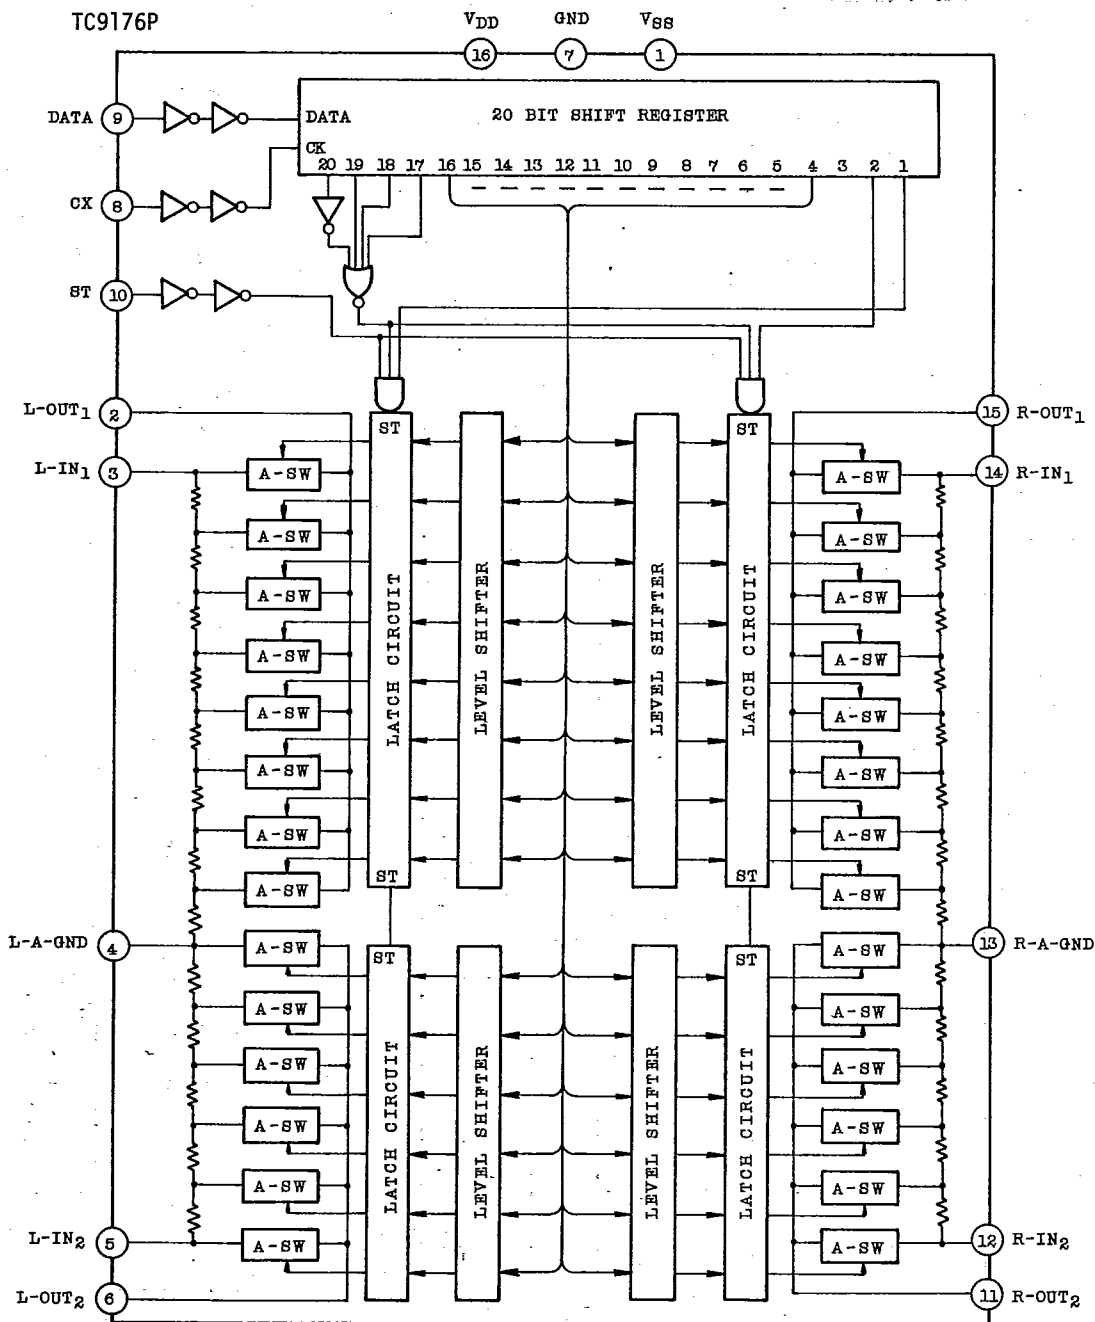 TC9176P
VDD GND VSS
16 7 1
DATA 9 DATA 20 BIT SHIFT REGISTER
CK
20 19 18 17 16 15 14 13 12 11 10 9 8 7 6 5 4 3 2 1
CX 8
ST 10
L-OUT1 2 15 R-OUT1
ST ST
L-IN1 3 A-SW A-SW 14 R-IN1
A-SW A-SW
A-SW A-SW
A-SW A-SW
A-SW A-SW
A-SW A-SW
A-SW A-SW
A-SW A-SW
LATCH CIRCUIT LEVEL SHIFTER LEVEL SHIFTER LATCH CIRCUIT
ST ST
L-A-GND 4 A-SW A-SW 13 R-A-GND
ST ST
A-SW A-SW
A-SW A-SW
A-SW A-SW
A-SW A-SW
LATCH CIRCUIT LEVEL SHIFTER LEVEL SHIFTER LATCH CIRCUIT
L-IN2 5 A-SW A-SW 12 R-IN2
L-OUT2 6 11 R-OUT2